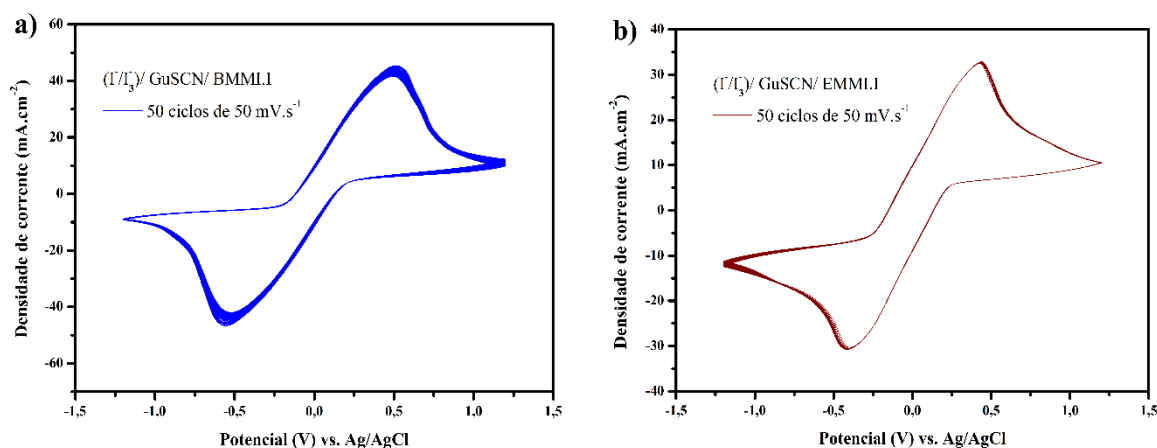 a)
60
40
20
0
-20
-40
-60
Densidade de corrente (mA.cm⁻²)
(I⁻/I₃⁻)/ GuSCN/ BMMI.I
50 ciclos de 50 mV.s⁻¹
-1,5 -1,0 -0,5 0,0 0,5 1,0 1,5
Potencial (V) vs. Ag/AgCl
b)
40
30
20
10
0
-10
-20
-30
-40
Densidade de corrente (mA.cm⁻²)
(I⁻/I₃⁻)/ GuSCN/ EMMI.I
50 ciclos de 50 mV.s⁻¹
-1,5 -1,0 -0,5 0,0 0,5 1,0 1,5
Potencial (V) vs. Ag/AgCl